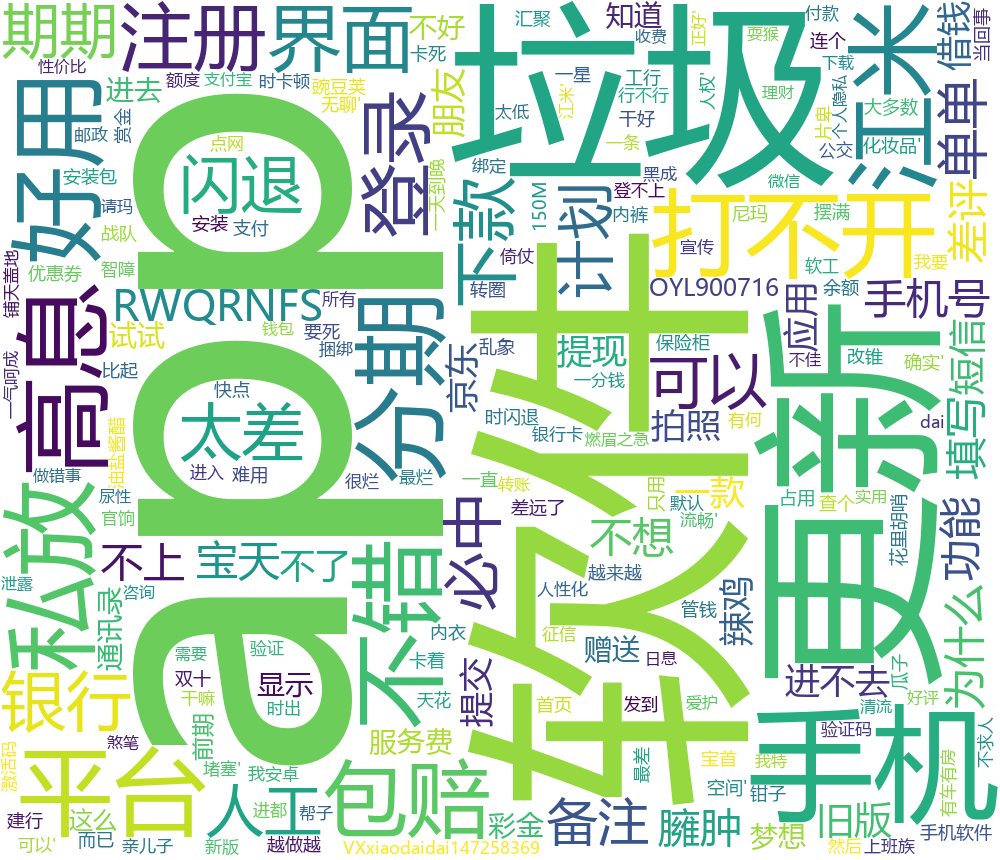 期期
注册
界面
不好
汇聚
知道
付款
借钱
当回事
性价比
卡死
收费
正好'
耍猴
连个
垃圾
江米
单单
好用
进去
额度
支付宝
时卡顿
豌豆荚
无聊'
一星
工行
下载
太低
行不行
人权
理财
个人隐私
大多数
邮政
赏金
朋友
江米'
干好
片卑
闪退
登录
点网
安装包
请玛
安装
支付
战队
一天到晚
绑定
一条
黑成
公交
化妆品'
登不上
微信
下款
150M
计划
内裤
尼玛
摆满
打不开
差评
铺天盖地
优惠券
智障
倚仗
宣传
软工
我要
高息
app
RWQRNFS
所有
转圈
OYL900716
余额
手机号
试试
钱包
要死
捆绑
乱象
保险柜
应用
不佳
改锥
确实'
一气呵成
比起
分期
京东
提现
可以
更新
填写短信
快点
太差
一分钱
拍照
有何
dai
油盐酱醋
时闪退
银行卡
燃眉之急
软件
做错事
进入
难用
很烂
最烂
一直
转账
只用
一款
占用
查个
实用
私放
尿性
官饷
差远了
默认
花里胡哨
功能
不上
宝天
不了
不错
必中
不想
流畅'
越来越
泄露
咨询
人性化
管钱
辣鸡
为什么
通讯录
需要
验证
内衣
征信
赠送
日息
进不去
瓜子
银行
双十
干嘛
显示
卡着
提交
首页
发到
爱护
好评
清流
时出
天花
手机
前期
服务费
煞笔
激活码
平台
堵塞'
我安卓
包赔
最差
宝首
我特
验证码
有车有房
不求人
空间'
钳子
建行
这么
人工
进都
帮子
彩金
备注
臃肿
梦想
旧版
手机软件
可以'
而已
亲儿子
新版
越做越
VXxiaodaidai147258369
然后
上班族